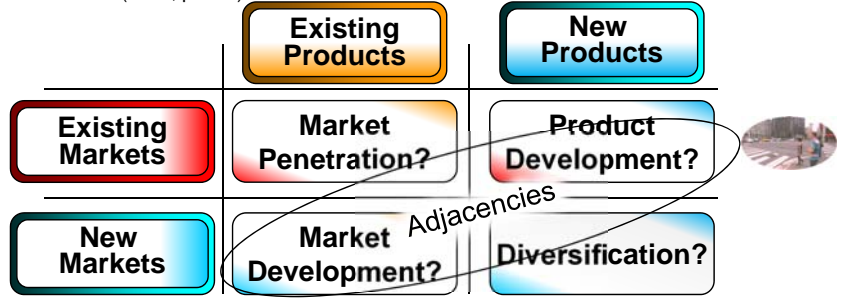 Existing
Products
New
Products
Existing
Markets
Market
Penetration?
Product
Development?
Adjacencies
New
Markets
Market
Development?
Diversification?